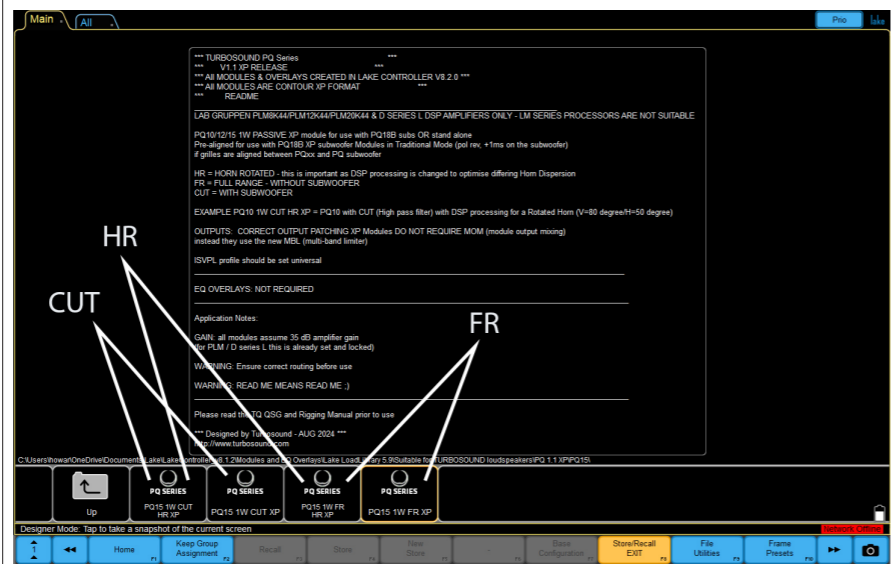 Main
All
Prio
lake
*** TURBOSOUND PQ Series ***
*** V1.1 XP RELEASE ***
*** All MODULES & OVERLAYS CREATED IN LAKE CONTROLLER V8.2.0 ***
*** All MODULES ARE CONTOUR XP FORMAT ***
*** README
LAB GRUPPEN PLM8K44/PLM12K44/PLM20K44 & D SERIES L DSP AMPLIFIERS ONLY - LM SERIES PROCESSORS ARE NOT SUITABLE
PQ10/12/15 1W PASSIVE XP module for use with PQ18B subs OR stand alone
Pre-aligned for use with PQ18B XP subwoofer Modules in Traditional Mode (pol rev, +1ms on the subwoofer)
if grilles are aligned between PQxx and PQ subwoofer
HR = HORN ROTATED - this is important as DSP processing is changed to optimise differing Horn Dispersion
FR = FULL RANGE - WITHOUT SUBWOOFER
CUT = WITH SUBWOOFER
EXAMPLE PQ10 1W CUT HR XP = PQ10 with CUT (High pass filter) with DSP processing for a Rotated Horn (V=80 degree/H=50 degree)
HR
OUTPUTS: CORRECT OUTPUT PATCHING XP Modules DO NOT REQUIRE MOM (module output mixing)
instead they use the new MBL (multi-band limiter)
ISVPL profile should be set universal
EQ OVERLAYS: NOT REQUIRED
CUT
Application Notes:
FR
GAIN: all modules assume 35 dB amplifier gain
(for PLM / D series L this is already set and locked)
WARNING: Ensure correct routing before use
WARNING: READ ME MEANS READ ME ;)
Please read the TQ QSG and Rigging Manual prior to use
*** Designed by Turbosound - AUG 2024 ***
http://www.turbosound.com
PQ SERIES
PQ SERIES
PQ SERIES
PQ SERIES
Up
PQ15 1W CUT
HR XP
PQ15 1W CUT XP
PQ15 1W FR
HR XP
PQ15 1W FR XP
Designer Mode: Tap to take a snapshot of the current screen
Network Offline
1
Home
F1
Keep Group
Assignment
F2
Recall
F3
Store
F4
New
Store
F5
-
Base
Configuration
Store/Recall
EXIT
F8
File
Utilities
F9
Frame
Presets
F10